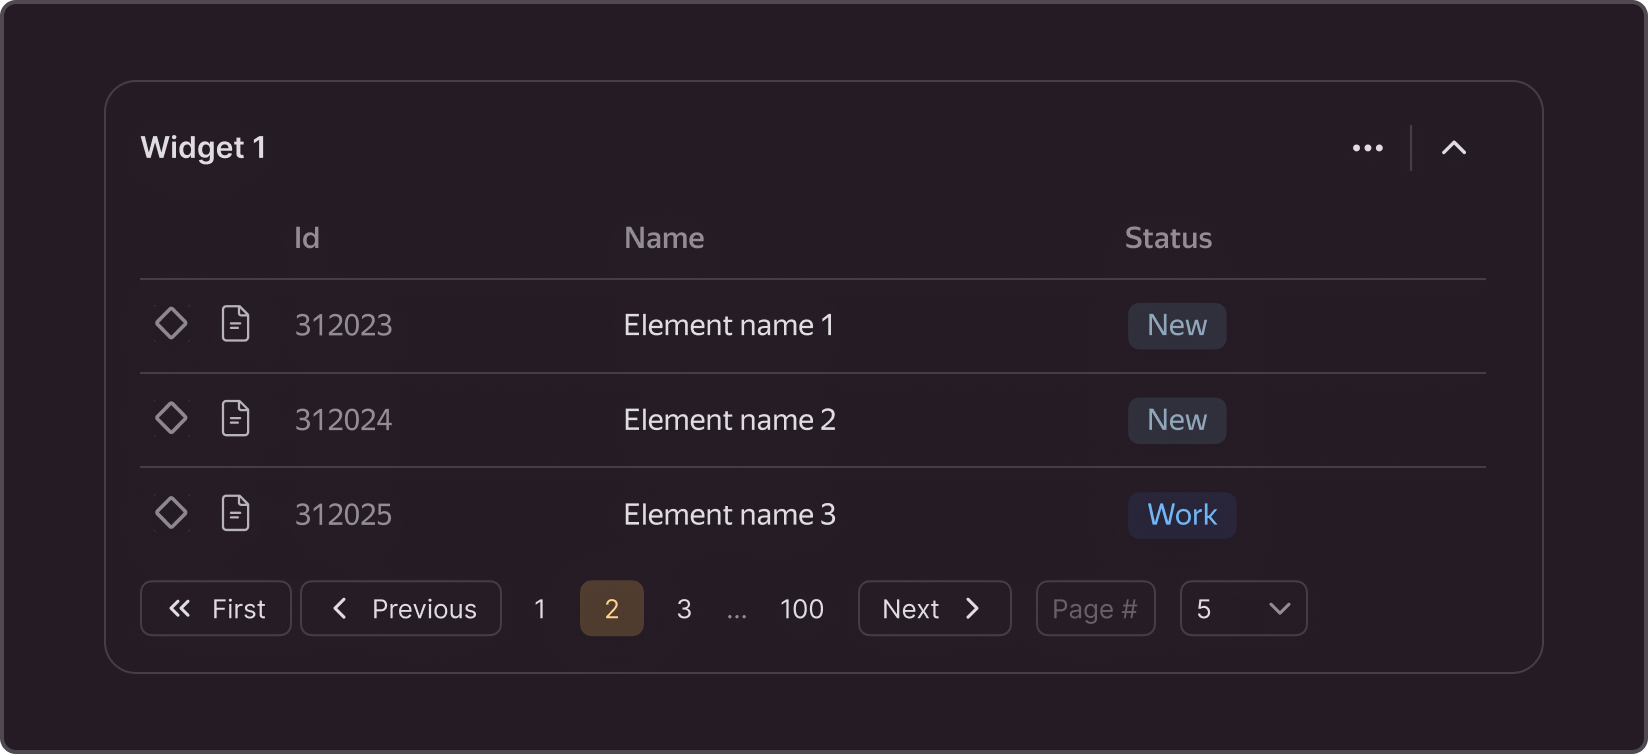 Widget 1
Id Name Status
312023 Element name 1 New
312024 Element name 2 New
312025 Element name 3 Work
First Previous 1 2 3 ... 100 Next Page # 5